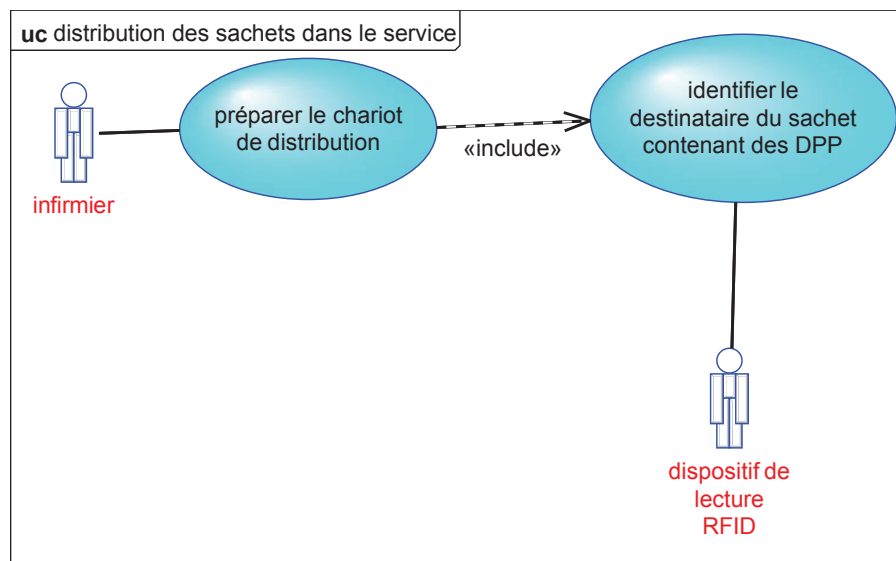 uc distribution des sachets dans le service
préparer le chariot
de distribution
«include»
identifier le
destinataire du sachet
contenant des DPP
infirmier
dispositif de
lecture
RFID